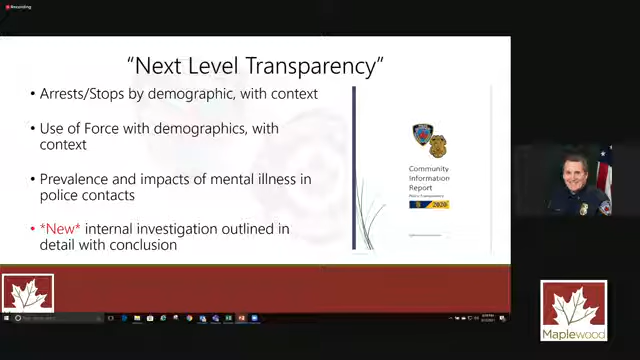 Recording
“Next Level Transparency”
• Arrests/Stops by demographic, with context
• Use of Force with demographics, with
context
• Prevalence and impacts of mental illness in
police contacts
• *New* internal investigation outlined in
detail with conclusion
Community
Information
Report
2020
Maplewood